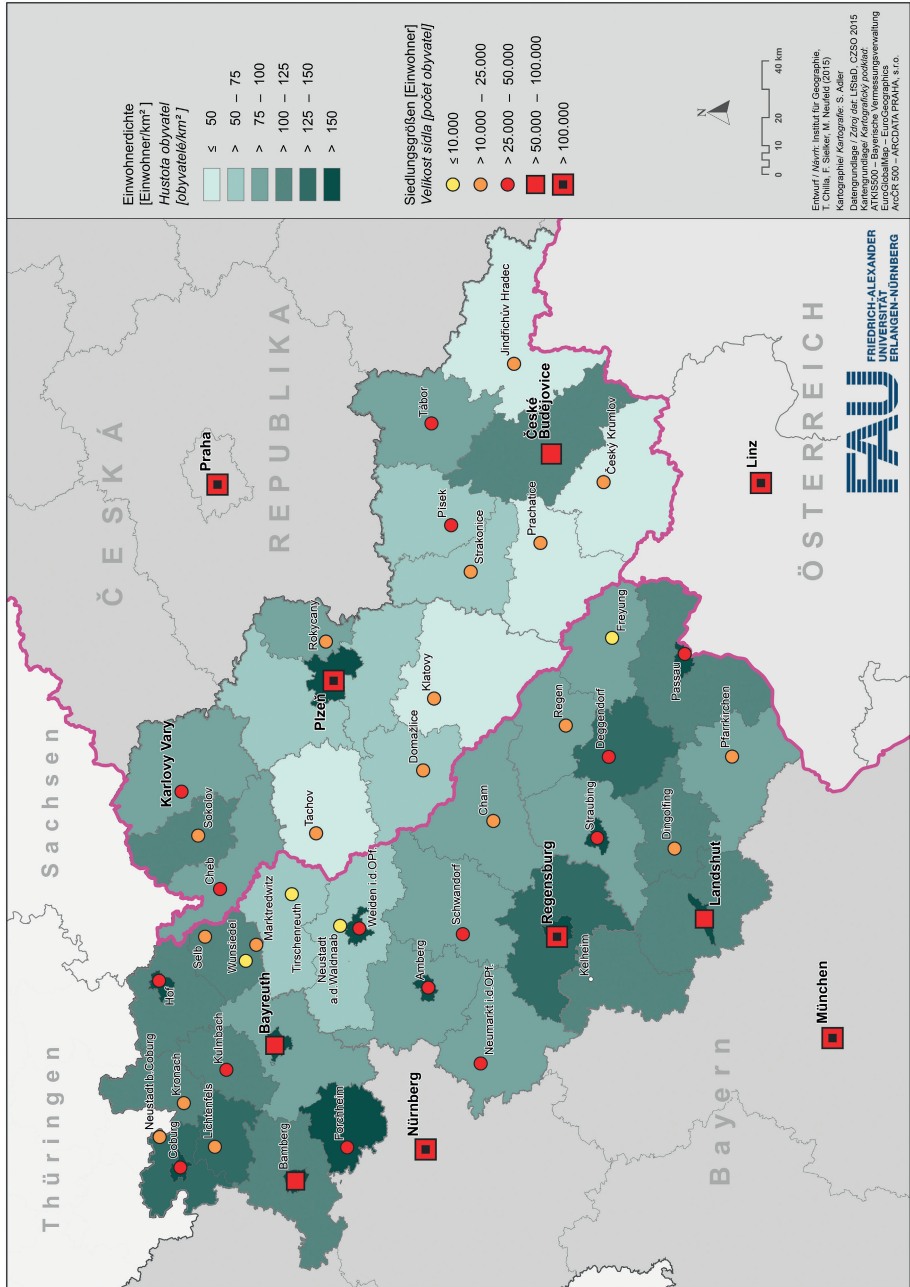 Thüringen
Sachsen
ČESKÁ
REPUBLIKA
ÖSTERREICH
Bayern
Praha
Karlovy Vary
Sokolov
Cheb
Rokycany
Plzeň
Tachov
Klatovy
Domažlice
Tábor
Písek
Strakonice
Prachatice
České
Budějovice
Jindřichův Hradec
Český Krumlov
Linz
Neustadt b.Coburg
Coburg
Kronach
Lichtenfels
Kulmbach
Hof
Selb
Wunsiedel
Marktredwitz
Bayreuth
Bamberg
Forchheim
Nürnberg
Tirschenreuth
Neustadt
a.d.Waldnaab
Weiden i.d.OPf.
Amberg
Schwandorf
Neumarkt i.d.OPf.
Cham
Regensburg
Kelheim
Straubing
Regen
Deggendorf
Freyung
Passau
Pfarrkirchen
Dingolfing
Landshut
München
Einwohnerdichte
[Einwohner/km² ]
Hustota obyvatel
[obyvatelé/km² ]
≤ 50
> 50 – 75
> 75 – 100
> 100 – 125
> 125 – 150
> 150
Siedlungsgrößen [Einwohner]
Velikost sídla [počet obyvatel]
≤ 10.000
> 10.000 – 25.000
> 25.000 – 50.000
> 50.000 – 100.000
> 100.000
N
0 10 20 40 km
Entwurf / Návrh: Institut für Geographie,
T. Chilla, F. Sielker, M. Neufeld (2015)
Kartographie/ Kartografie: S. Adler
Datengrundlage / Zdroj dat: LfStaD, CZSO 2015
Kartengrundlage/ Kartografický podklad:
ATKIS500 – Bayerische Vermessungsverwaltung
EuroGlobalMap – EuroGeographics
ArcČR 500 – ARCDATA PRAHA, s.r.o.
FAU
FRIEDRICH-ALEXANDER
UNIVERSITÄT
ERLANGEN-NÜRNBERG